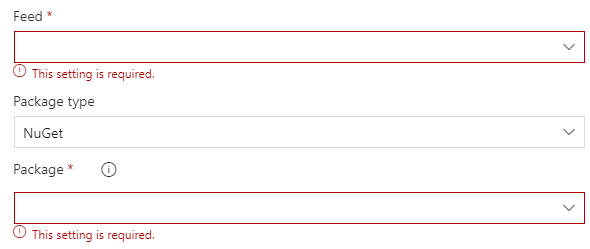 Feed *
This setting is required.
Package type
NuGet
Package *
This setting is required.